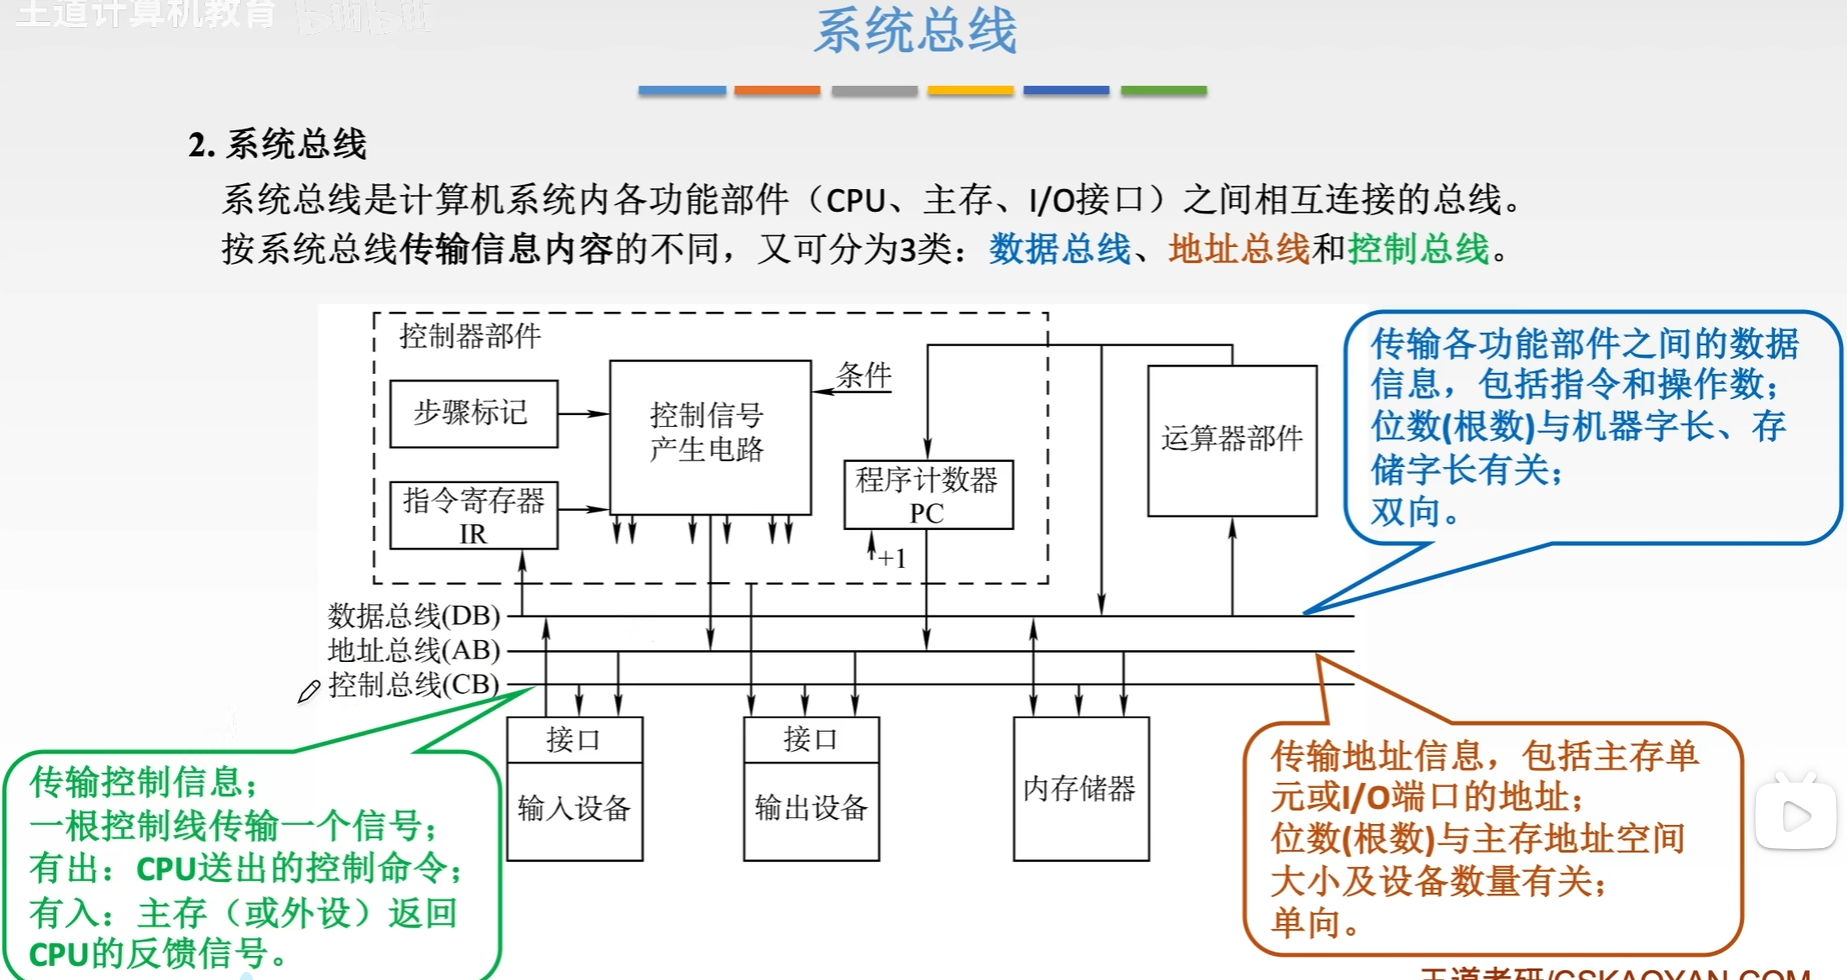 王道计算机教育 bilibili
系统总线
2. 系统总线
系统总线是计算机系统内各功能部件（CPU、主存、I/O接口）之间相互连接的总线。
按系统总线传输信息内容的不同，又可分为3类：数据总线、地址总线和控制总线。
控制器部件
步骤标记
控制信号
产生电路
条件
指令寄存器
IR
程序计数器
PC
+1
运算器部件
传输各功能部件之间的数据
信息，包括指令和操作数；
位数(根数)与机器字长、存
储字长有关；
双向。
数据总线(DB)
地址总线(AB)
控制总线(CB)
接口
输入设备
接口
输出设备
内存储器
传输控制信息；
一根控制线传输一个信号；
有出：CPU送出的控制命令；
有入：主存（或外设）返回
CPU的反馈信号。
传输地址信息，包括主存单
元或I/O端口的地址；
位数(根数)与主存地址空间
大小及设备数量有关；
单向。
王道考研/CSKAOYAN.COM